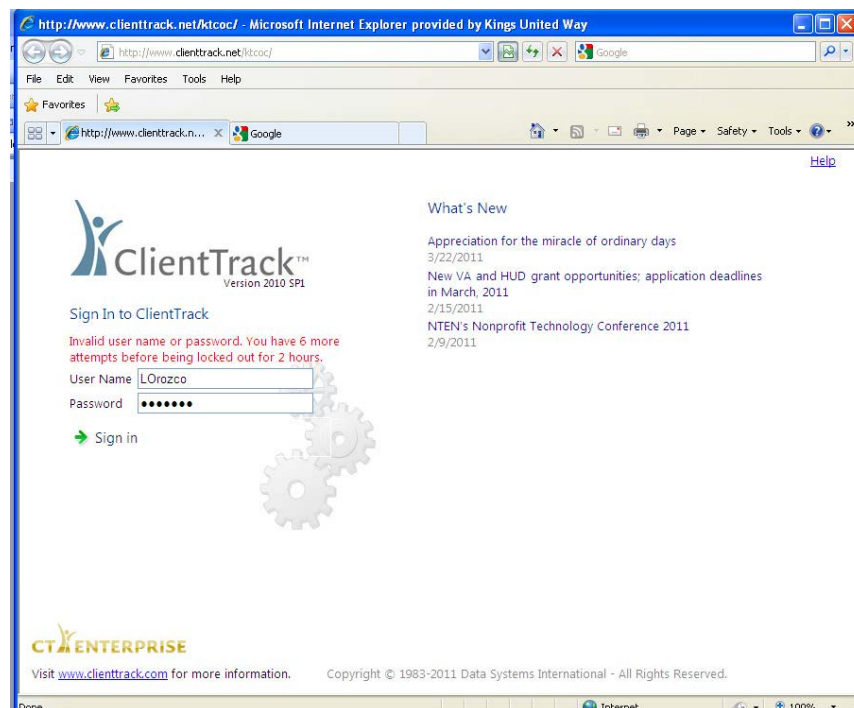 http://www.clienttrack.net/ktcoc/ - Microsoft Internet Explorer provided by Kings United Way
http://www.clienttrack.net/ktcoc/
Google
File Edit View Favorites Tools Help
Favorites
http://www.clienttrack.n... X Google
Page Safety Tools
Help
ClientTrack™
Version 2010 SP1
Sign In to ClientTrack
Invalid user name or password. You have 6 more
attempts before being locked out for 2 hours.
User Name LOrozco
Password •••••••
Sign in
What's New
Appreciation for the miracle of ordinary days
3/22/2011
New VA and HUD grant opportunities; application deadlines
in March, 2011
2/15/2011
NTEN's Nonprofit Technology Conference 2011
2/9/2011
CT ENTERPRISE
Visit www.clienttrack.com for more information.
Copyright © 1983-2011 Data Systems International - All Rights Reserved.
Done Internet 100%